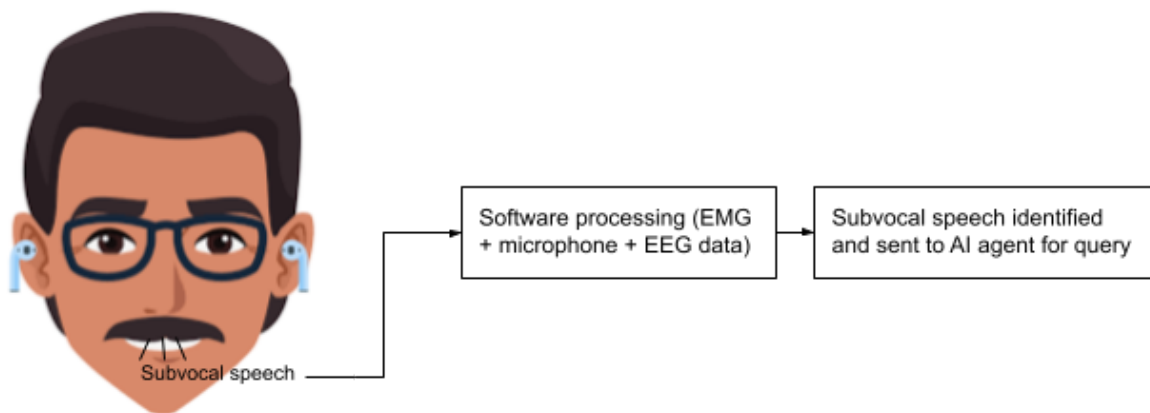 Subvocal speech
Software processing (EMG
+ microphone + EEG data)
Subvocal speech identified
and sent to AI agent for query